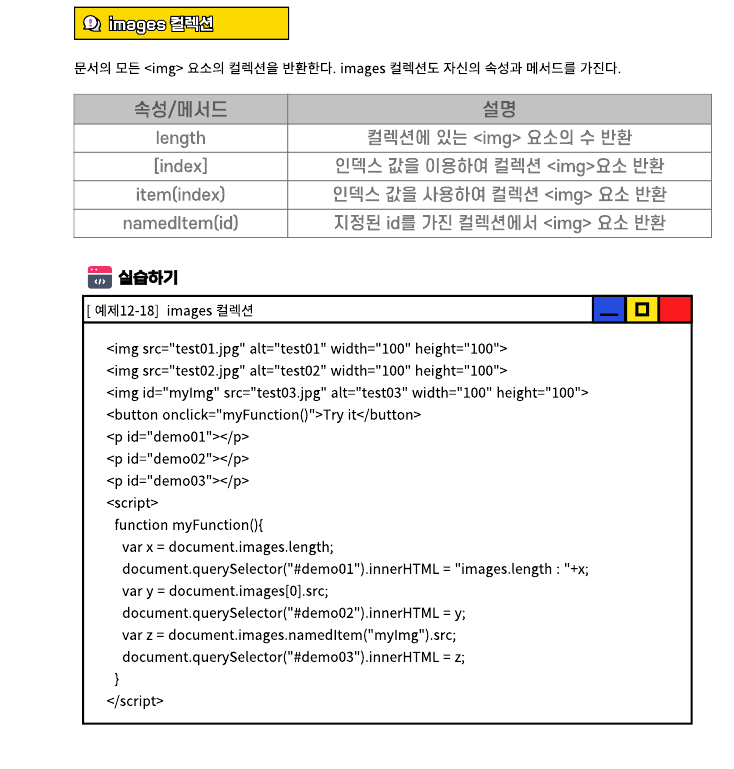 images 컬렉션
문서의 모든 <img> 요소의 컬렉션을 반환한다. images 컬렉션도 자신의 속성과 메서드를 가진다.
속성/메서드 설명
length 컬렉션에 있는 <img> 요소의 수 반환
[index] 인덱스 값을 이용하여 컬렉션 <img>요소 반환
item(index) 인덱스 값을 사용하여 컬렉션 <img> 요소 반환
namedItem(id) 지정된 id를 가진 컬렉션에서 <img> 요소 반환
실습하기
[ 예제12-18] images 컬렉션
<img src="test01.jpg" alt="test01" width="100" height="100">
<img src="test02.jpg" alt="test02" width="100" height="100">
<img id="myImg" src="test03.jpg" alt="test03" width="100" height="100">
<button onclick="myFunction()">Try it</button>
<p id="demo01"></p>
<p id="demo02"></p>
<p id="demo03"></p>
<script>
function myFunction(){
var x = document.images.length;
document.querySelector("#demo01").innerHTML = "images.length : "+x;
var y = document.images[0].src;
document.querySelector("#demo02").innerHTML = y;
var z = document.images.namedItem("myImg").src;
document.querySelector("#demo03").innerHTML = z;
}
</script>